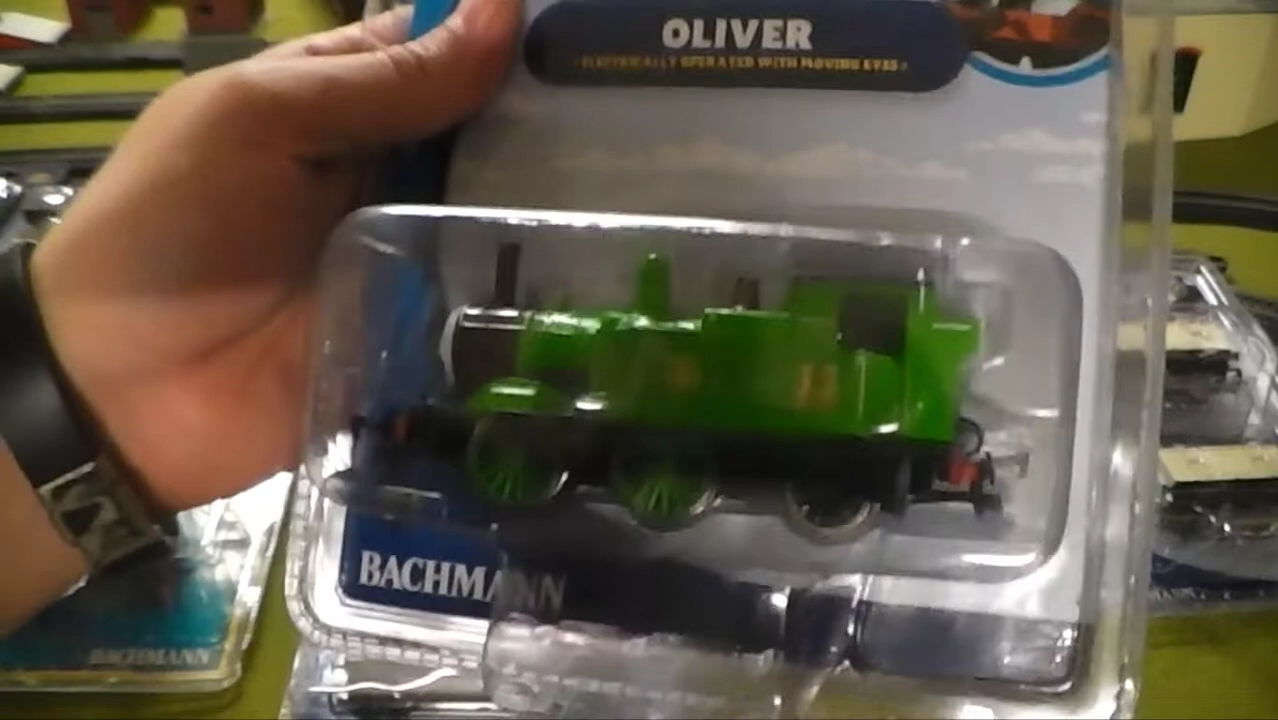 OLIVER
ELECTRICALLY OPERATED WITH MOVING EYES
BACHMANN
BACHMANN